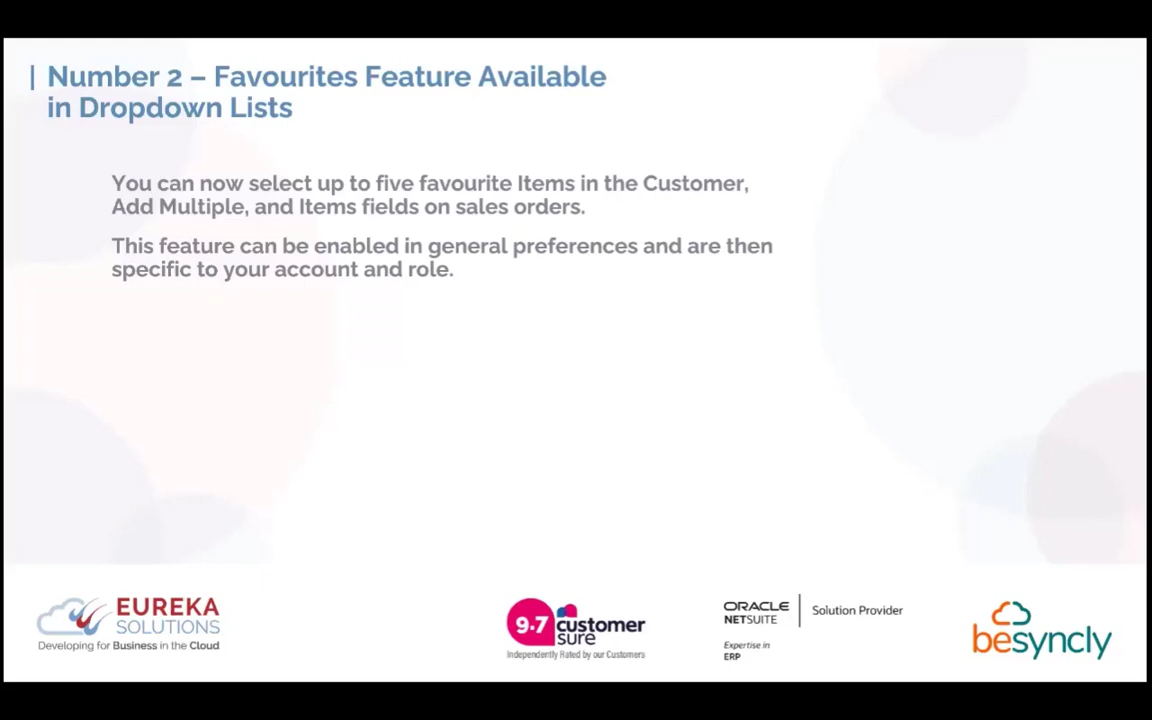 | Number 2 – Favourites Feature Available
in Dropdown Lists
You can now select up to five favourite Items in the Customer,
Add Multiple, and Items fields on sales orders.
This feature can be enabled in general preferences and are then
specific to your account and role.
EUREKA
SOLUTIONS
Developing for Business in the Cloud
9.7 customer
sure
Independently Rated by our Customers
ORACLE
NETSUITE
Solution Provider
Expertise in
ERP
besyncly